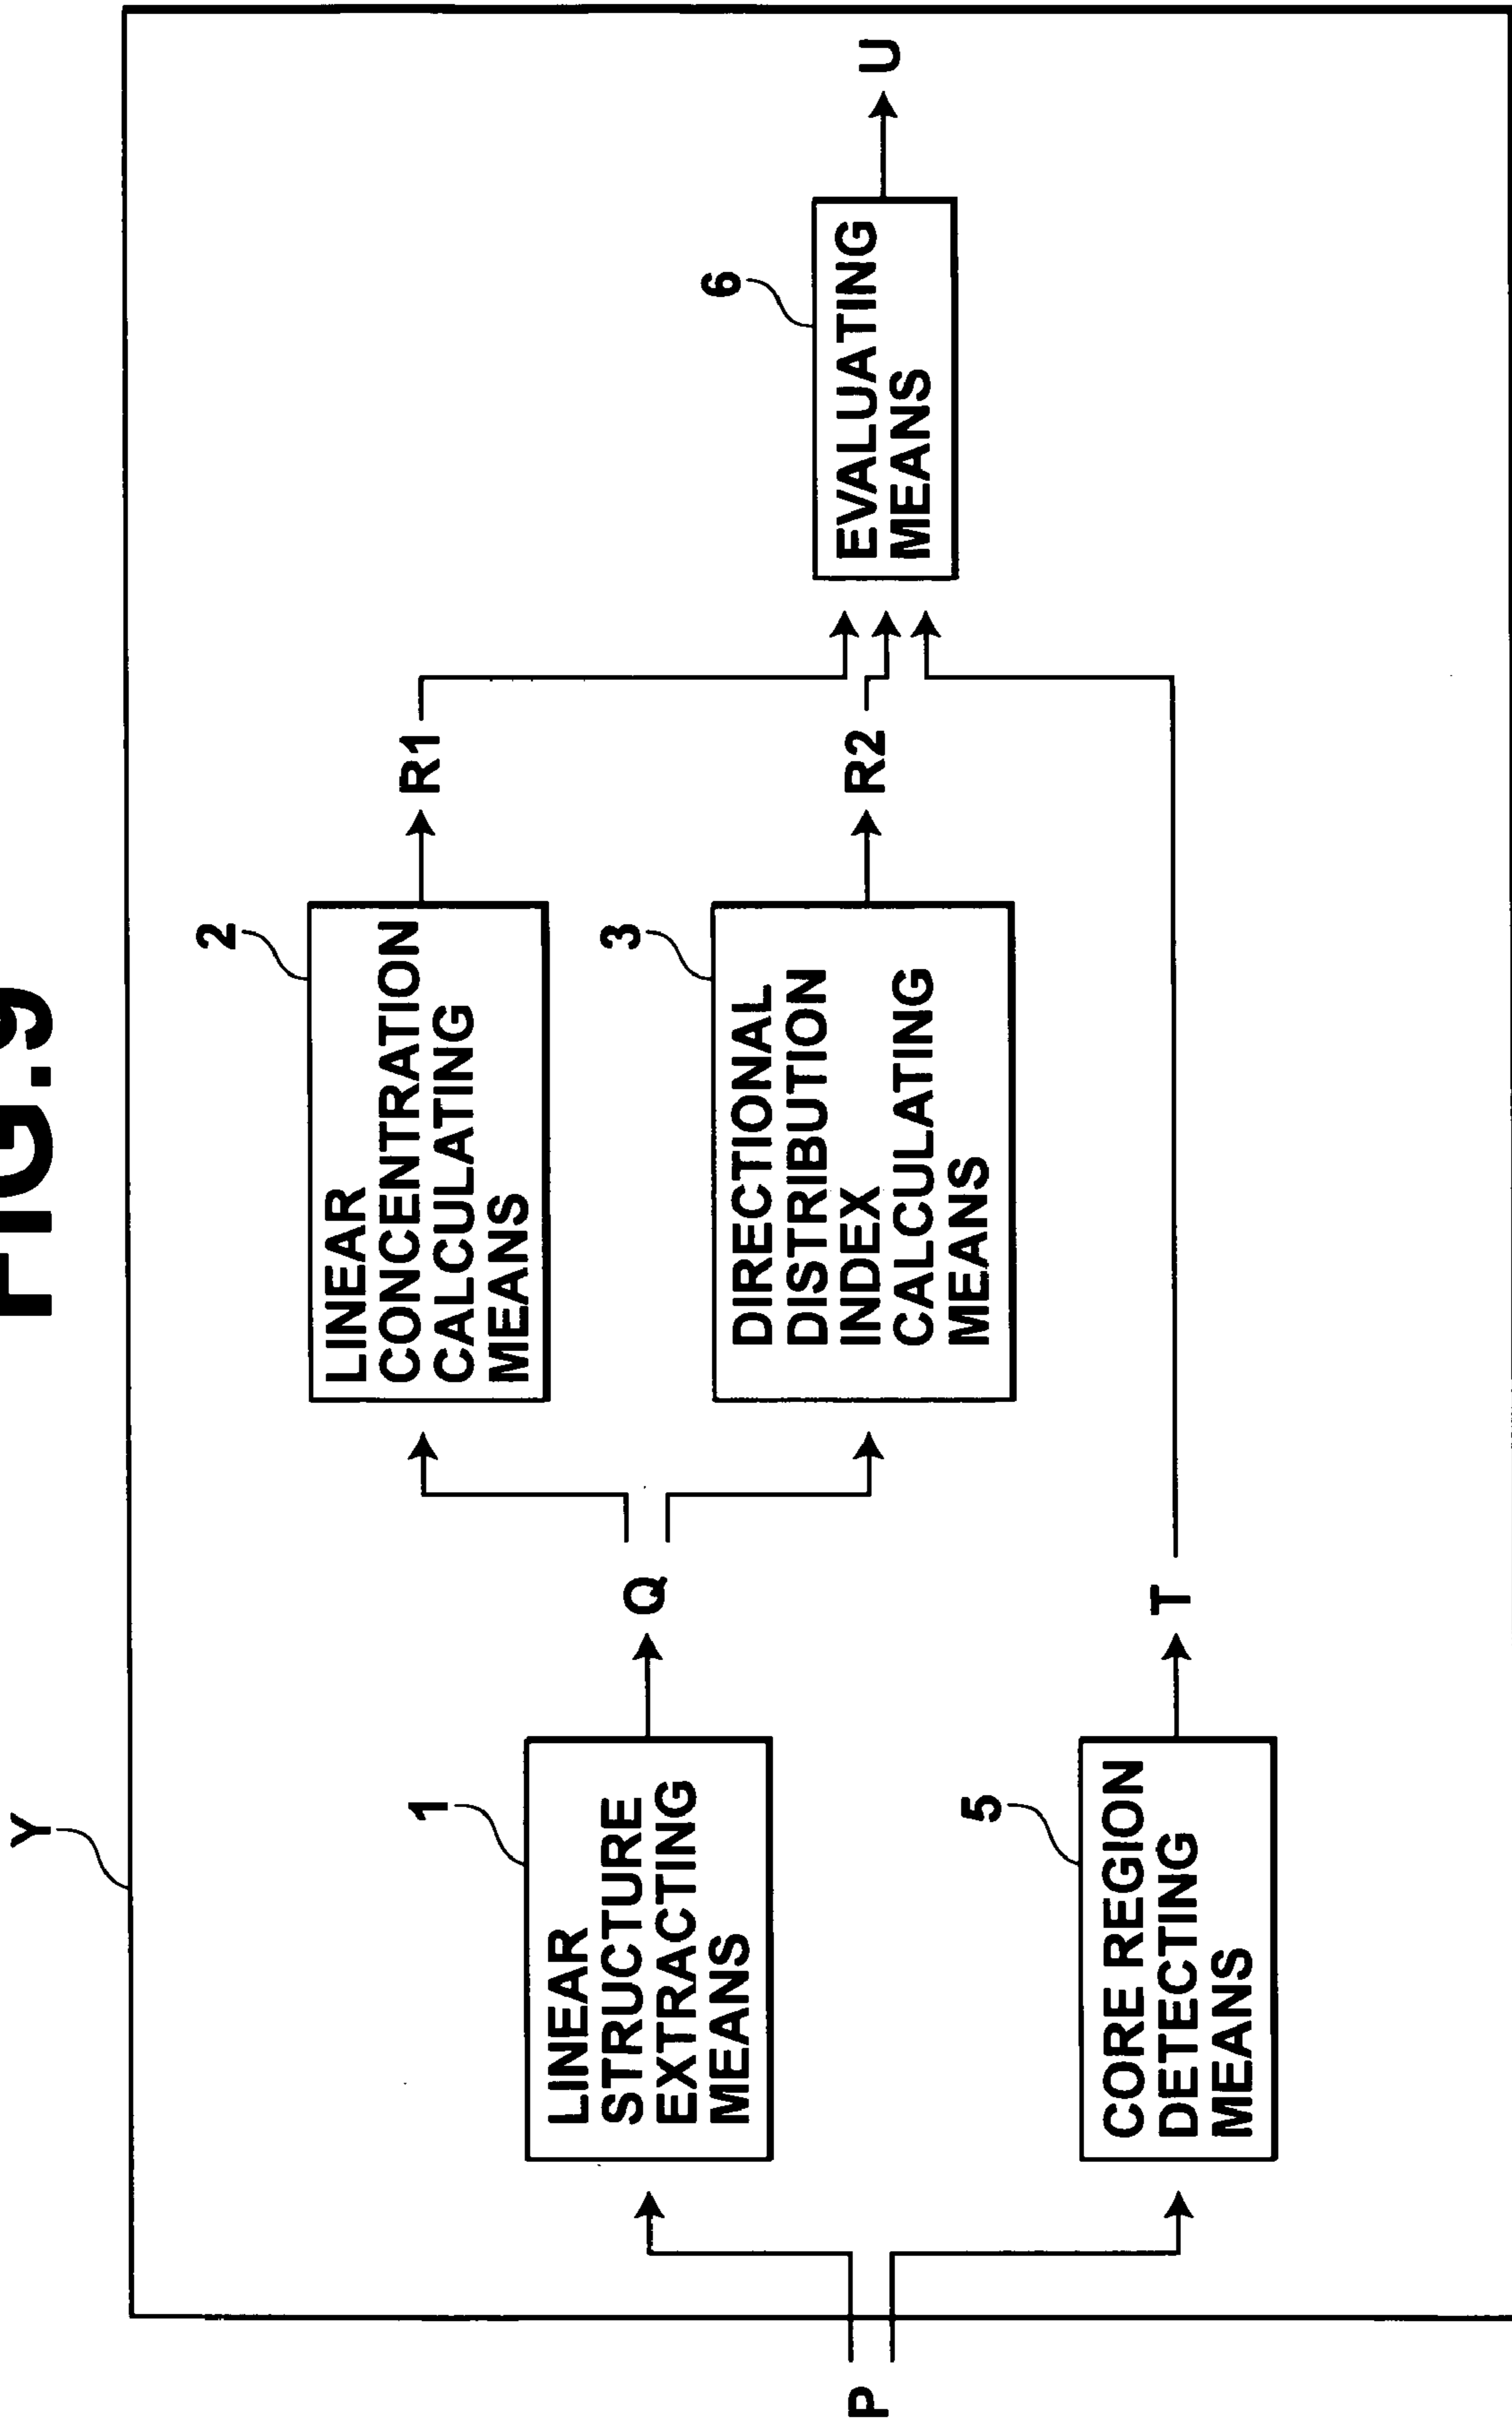 FIG.9
Y
P
1
LINEAR
STRUCTURE
EXTRACTING
MEANS
5
CORE REGION
DETECTING
MEANS
Q
T
2
LINEAR
CONCENTRATION
CALCULATING
MEANS
3
DIRECTIONAL
DISTRIBUTION
INDEX
CALCULATING
MEANS
R1
R2
6
EVALUATING
MEANS
U